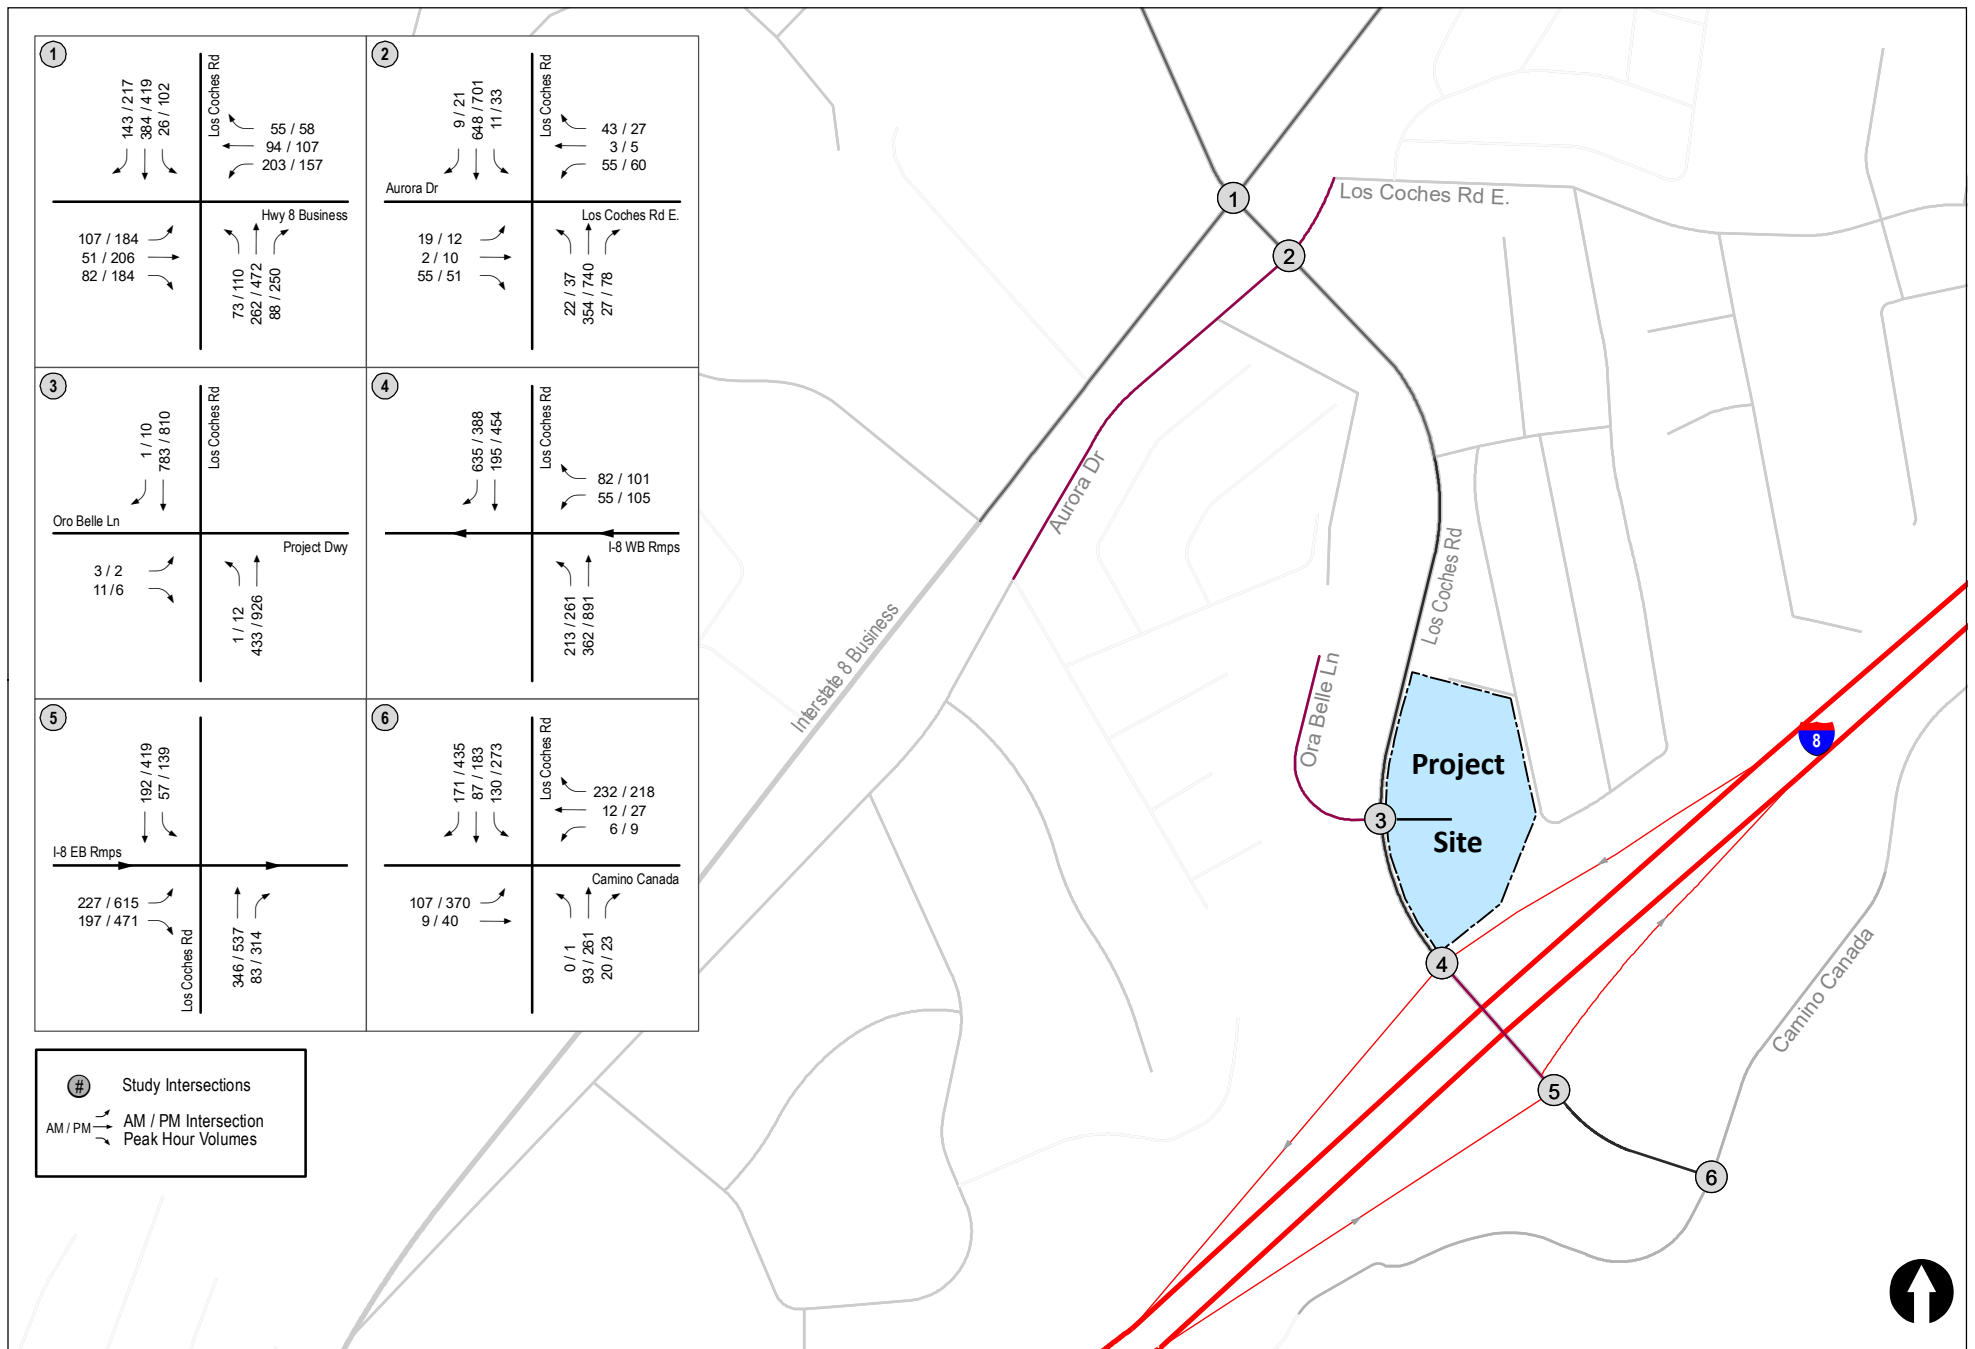 1
143 / 217
384 / 419
26 / 102
Los Coches Rd
55 / 58
94 / 107
203 / 157
Hwy 8 Business
107 / 184
51 / 206
82 / 184
73 / 110
262 / 472
88 / 250
2
9 / 21
648 / 701
11 / 33
Los Coches Rd
43 / 27
3 / 5
55 / 60
Aurora Dr
Los Coches Rd E.
19 / 12
2 / 10
55 / 51
22 / 37
354 / 740
27 / 78
3
1 / 10
783 / 810
Los Coches Rd
Oro Belle Ln
Project Dwy
3 / 2
11 / 6
1 / 12
433 / 926
4
635 / 388
195 / 454
Los Coches Rd
82 / 101
55 / 105
I-8 WB Rmps
213 / 261
362 / 891
5
192 / 419
57 / 139
I-8 EB Rmps
227 / 615
197 / 471
Los Coches Rd
346 / 537
83 / 314
6
171 / 435
87 / 183
130 / 273
Los Coches Rd
232 / 218
12 / 27
6 / 9
Camino Canada
107 / 370
9 / 40
0 / 1
93 / 261
20 / 23
# Study Intersections
AM / PM
AM / PM Intersection
Peak Hour Volumes
1
Los Coches Rd E.
2
Aurora Dr
Los Coches Rd
Interstate 8 Business
Ora Belle Ln
8
Project
3
Site
4
Camino Canada
5
6